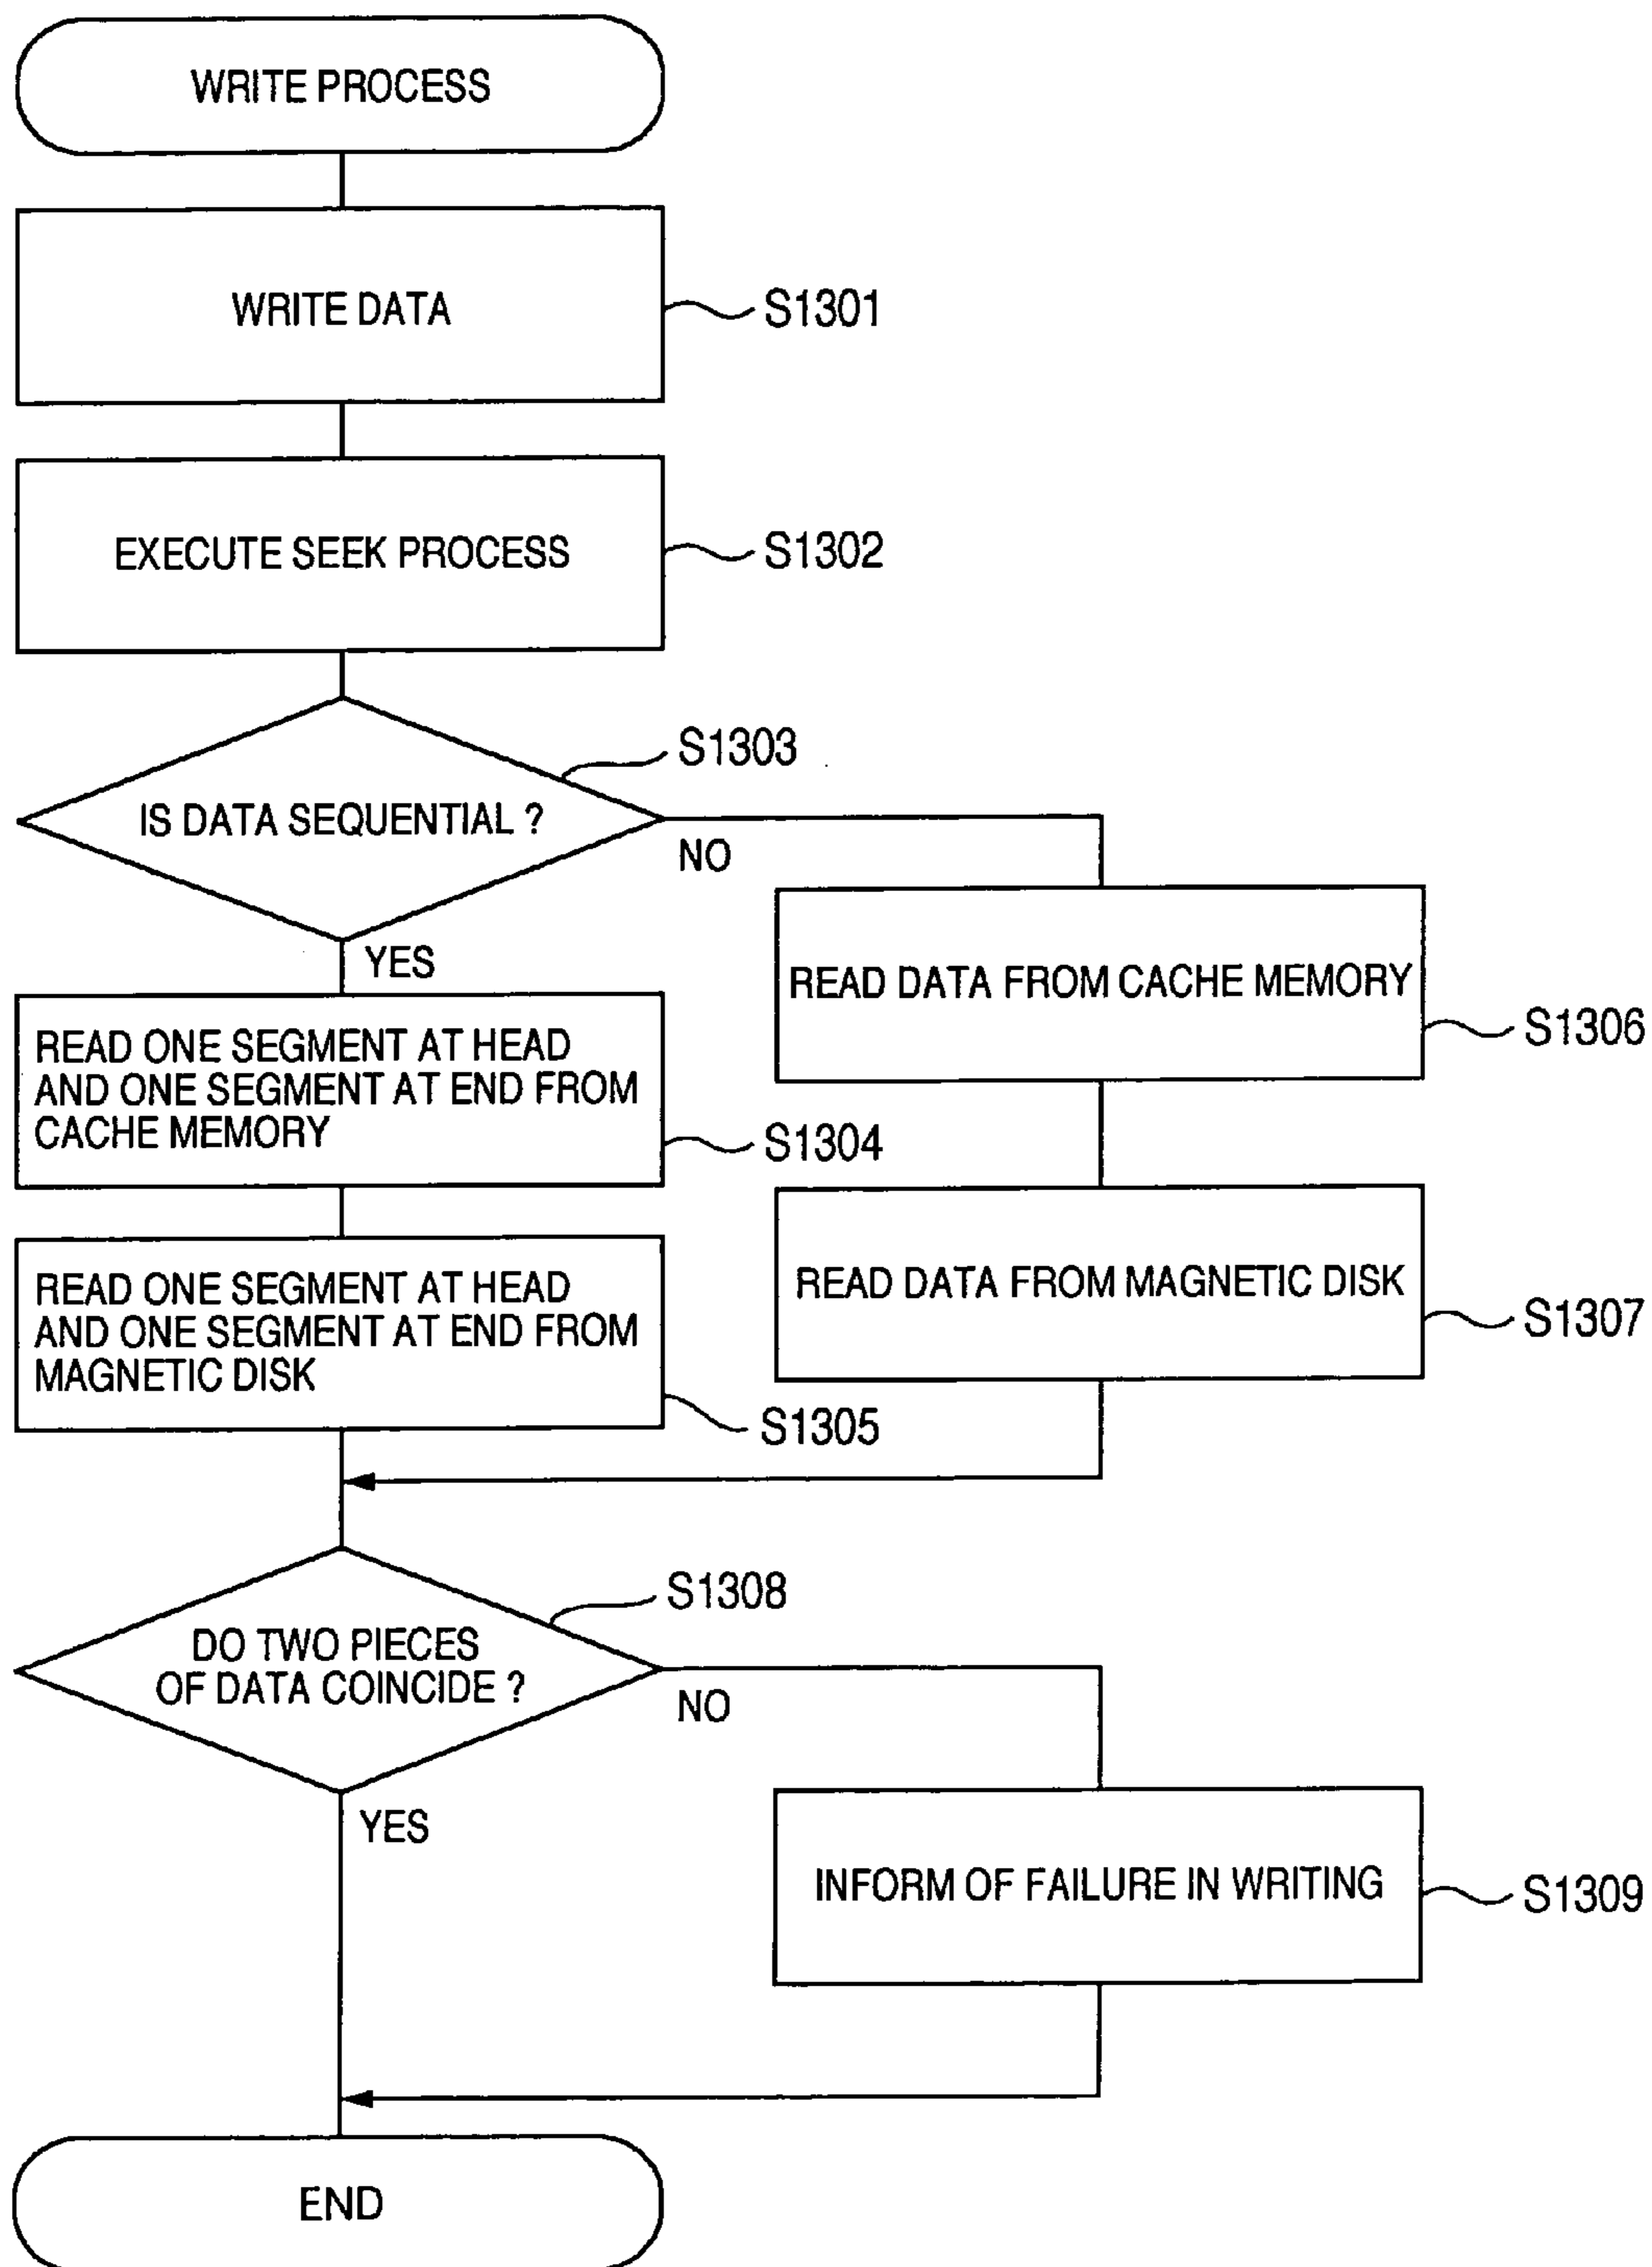 WRITE PROCESS
WRITE DATA
S1301
EXECUTE SEEK PROCESS
S1302
S1303
IS DATA SEQUENTIAL ?
NO
YES
READ ONE SEGMENT AT HEAD
AND ONE SEGMENT AT END FROM
CACHE MEMORY
S1304
READ ONE SEGMENT AT HEAD
AND ONE SEGMENT AT END FROM
MAGNETIC DISK
S1305
READ DATA FROM CACHE MEMORY
S1306
READ DATA FROM MAGNETIC DISK
S1307
S1308
DO TWO PIECES
OF DATA COINCIDE ?
NO
YES
INFORM OF FAILURE IN WRITING
S1309
END